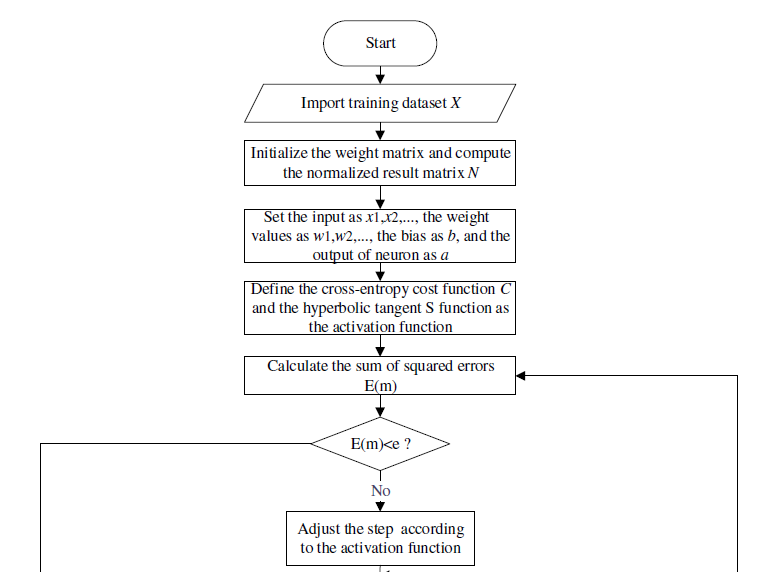 Start
Import training dataset X
Initialize the weight matrix and compute
the normalized result matrix N
Set the input as x1,x2,..., the weight
values as w1,w2,..., the bias as b, and the
output of neuron as a
Define the cross-entropy cost function C
and the hyperbolic tangent S function as
the activation function
Calculate the sum of squared errors
E(m)
E(m)<e ?
No
Adjust the step according
to the activation function